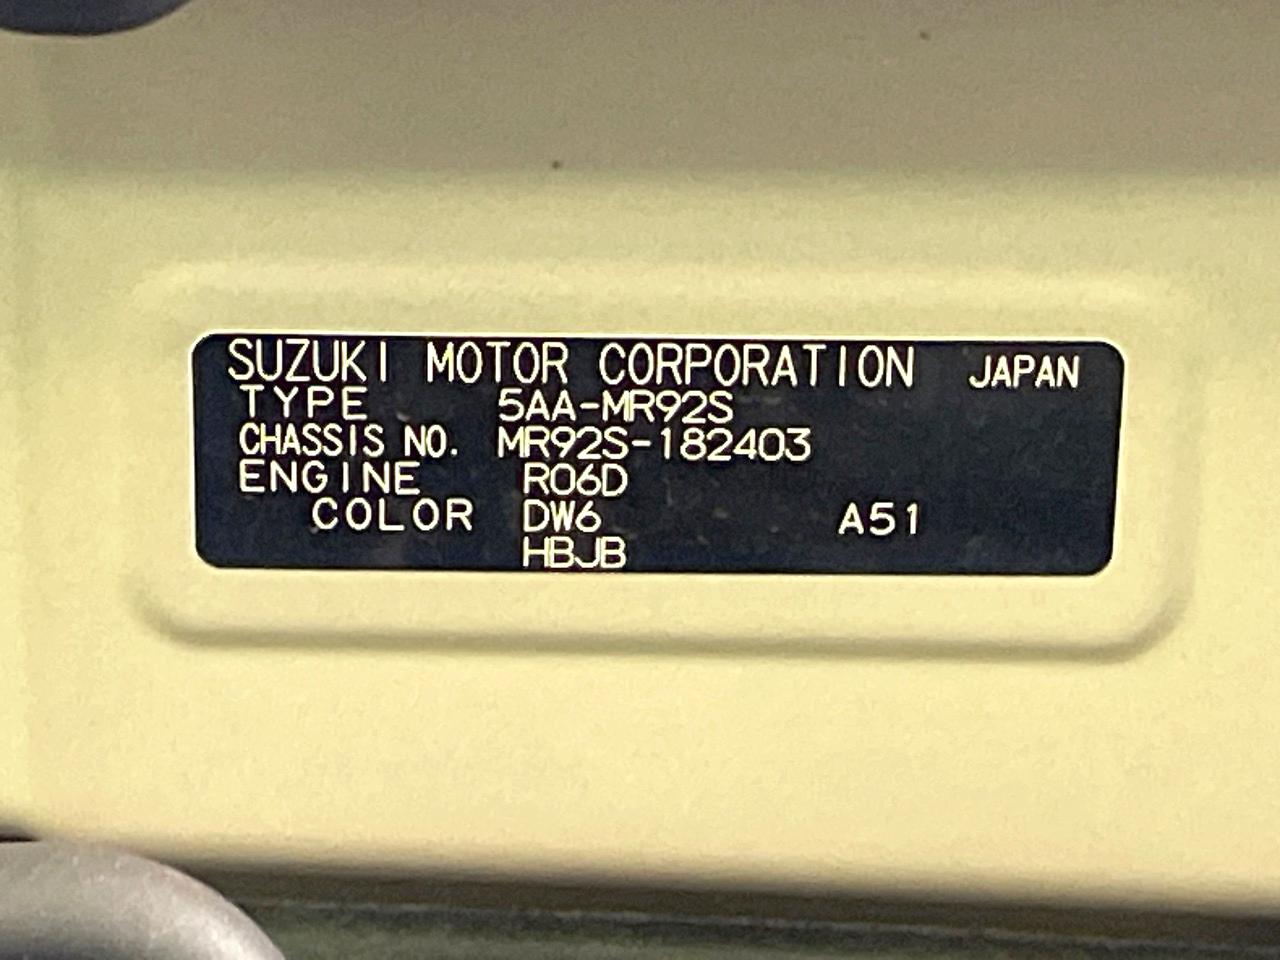 SUZUKI MOTOR CORPORATION JAPAN
TYPE 5AA-MR92S
CHASSIS NO. MR92S-182403
ENGINE R06D
COLOR DW6 A51
HBJB